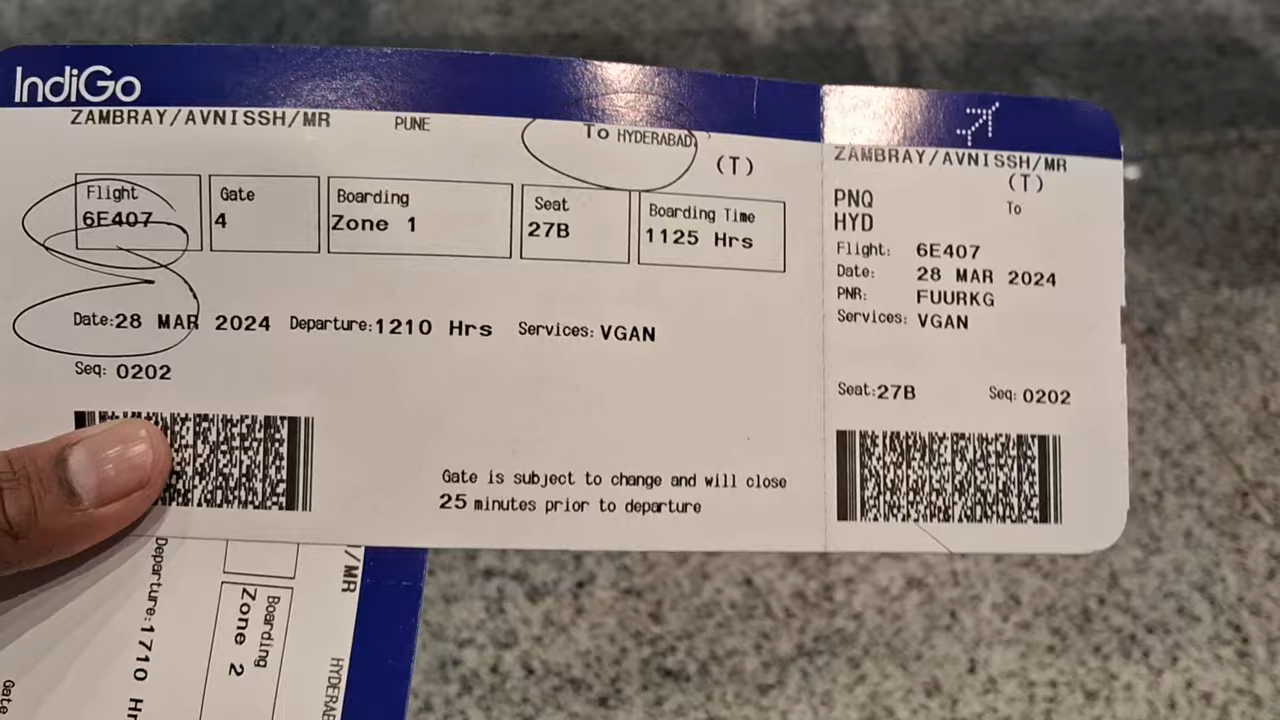 IndiGo
ZAMBRAY/AVNISSH/MR PUNE To HYDERABAD
(T)
Flight Gate Boarding Seat Boarding Time
6E407 4 Zone 1 27B 1125 Hrs
Date:28 MAR 2024 Departure:1210 Hrs Services:VGAN
Seq: 0202
Gate is subject to change and will close
25 minutes prior to departure
ZAMBRAY/AVNISSH/MR
(T)
PNQ To
HYD
Flight: 6E407
Date: 28 MAR 2024
PNR: FUURKG
Services: VGAN
Seat:27B Seq: 0202
/MR
HYDERAB
Boarding
Zone 2
Departure:1710 Hr
Gate